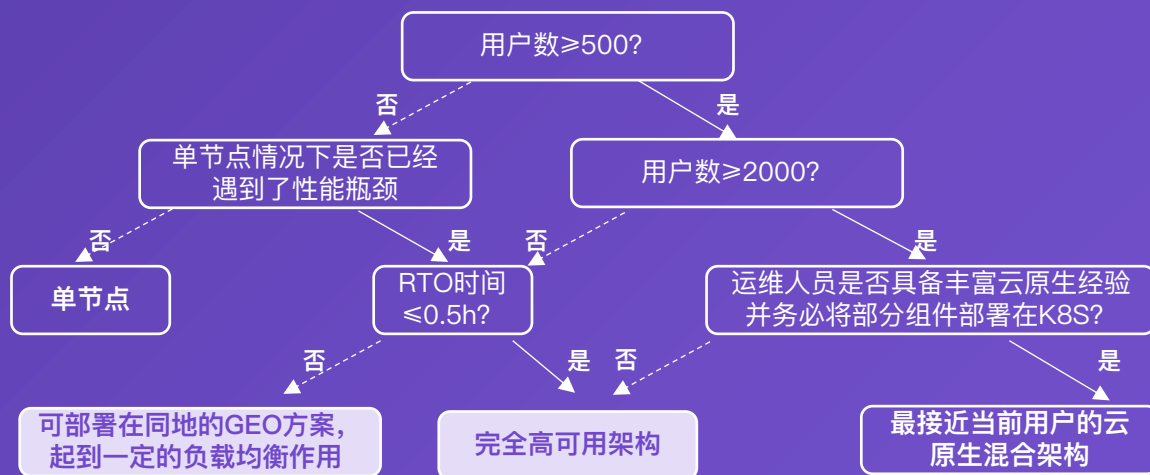 用户数≥500?
否
是
单节点情况下是否已经
遇到了性能瓶颈
用户数≥2000?
否
是
否
是
单节点
RTO时间
≤0.5h?
运维人员是否具备丰富云原生经验
并务必将部分组件部署在K8S?
否
是
否
是
可部署在同地的GEO方案,
起到一定的负载均衡作用
完全高可用架构
最接近当前用户的云
原生混合架构